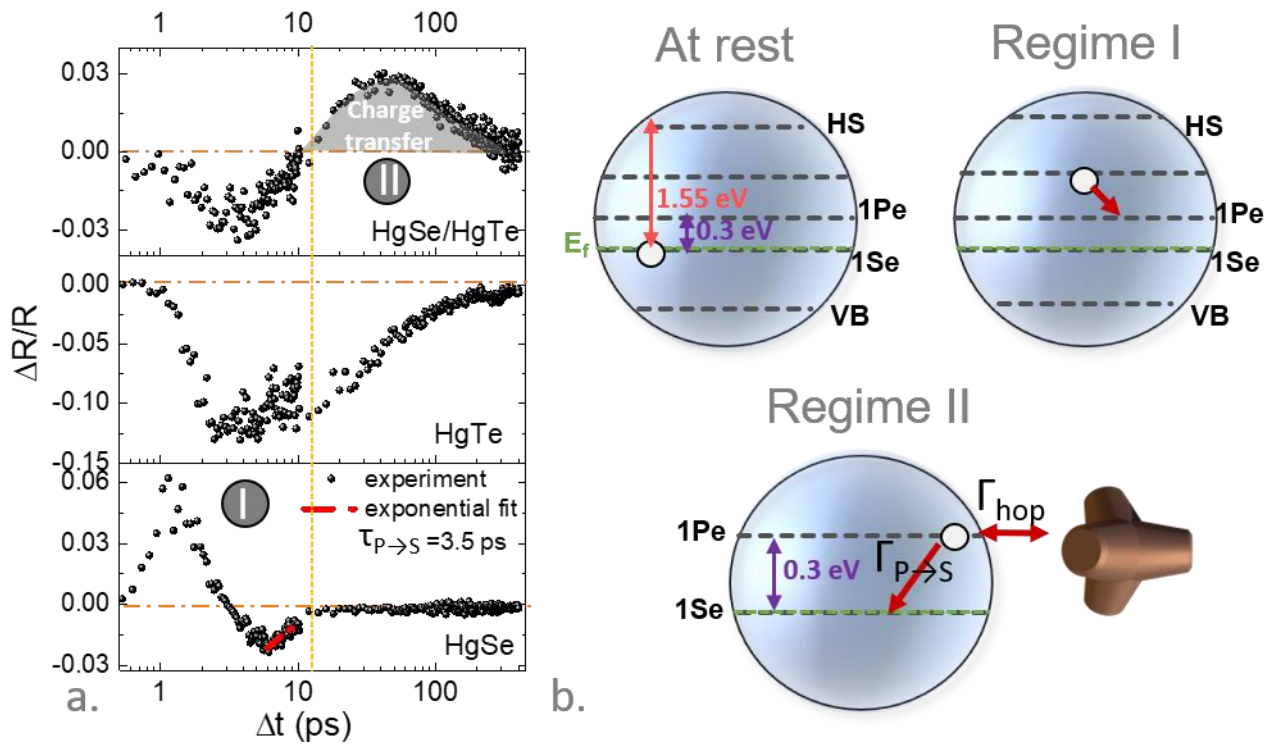 1 10 100
0.03
0.00
-0.03
Charge
transfer
II
HgSe/HgTe
0.00
-0.05
-0.10
-0.15
HgTe
0.06
0.03
0.00
-0.03
I
experiment
exponential fit
τP→S =3.5 ps
HgSe
1 10 100
Δt (ps)
ΔR/R
a.
At rest
HS
1.55 eV
1Pe
0.3 eV
Ef
1Se
VB
Regime I
HS
1Pe
1Se
VB
Regime II
1Pe
0.3 eV
1Se
ΓP→S
Γhop
b.